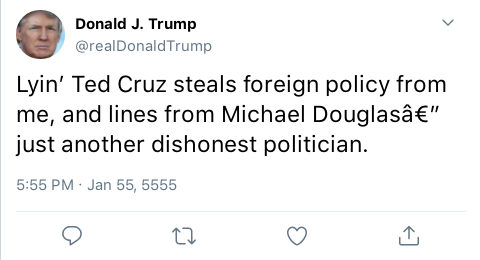 Donald J. Trump
@realDonaldTrump
Lyin’ Ted Cruz steals foreign policy from
me, and lines from Michael Douglasâ€”
just another dishonest politician.
5:55 PM · Jan 55, 5555